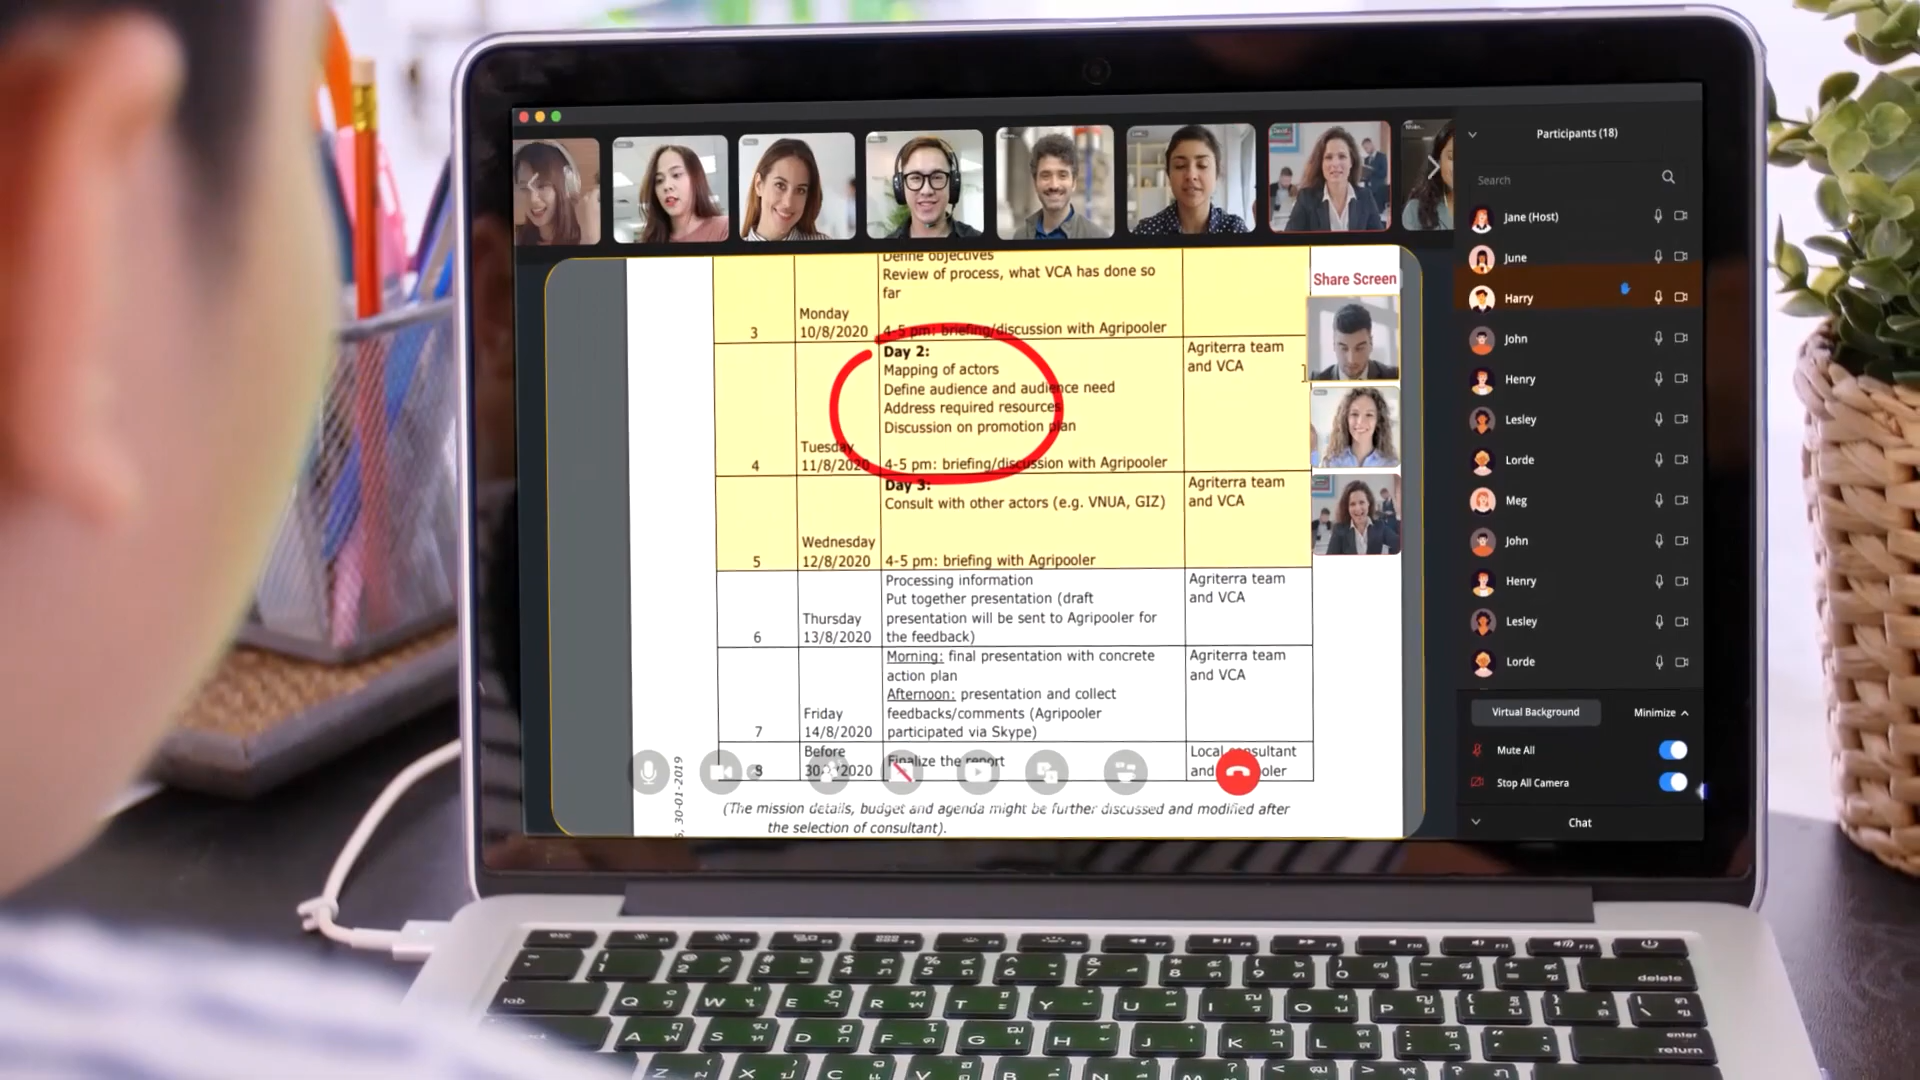 Participants (18)
Search
Jane (Host)
June
Harry
John
Henry
Lesley
Lorde
Meg
John
Henry
Lesley
Lorde
Virtual Background
Minimize
Mute All
Stop All Camera
Chat
Share Screen
Define objectives
Review of process, what VCA has done so
far
3
Monday
10/8/2020
4-5 pm: briefing/discussion with Agripooler
Day 2:
Mapping of actors
Define audience and audience need
Address required resources
Discussion on promotion plan
4
Tuesday
11/8/2020
4-5 pm: briefing/discussion with Agripooler
Agriterra team
and VCA
Day 3:
Consult with other actors (e.g. VNUA, GIZ)
5
Wednesday
12/8/2020
4-5 pm: briefing with Agripooler
Agriterra team
and VCA
6
Thursday
13/8/2020
Processing information
Put together presentation (draft
presentation will be sent to Agripooler for
the feedback)
Agriterra team
and VCA
7
Friday
14/8/2020
Morning: final presentation with concrete
action plan
Afternoon: presentation and collect
feedbacks/comments (Agripooler
participated via Skype)
Agriterra team
and VCA
8
Before
Finalize the report
Local consultant
and
(The mission details, budget and agenda might be further discussed and modified after
the selection of consultant).
30-01-2019
esc
delete
tab
Q W E R T Y U I O P
A S D F G H J K L
enter
return
Z X C V B N M